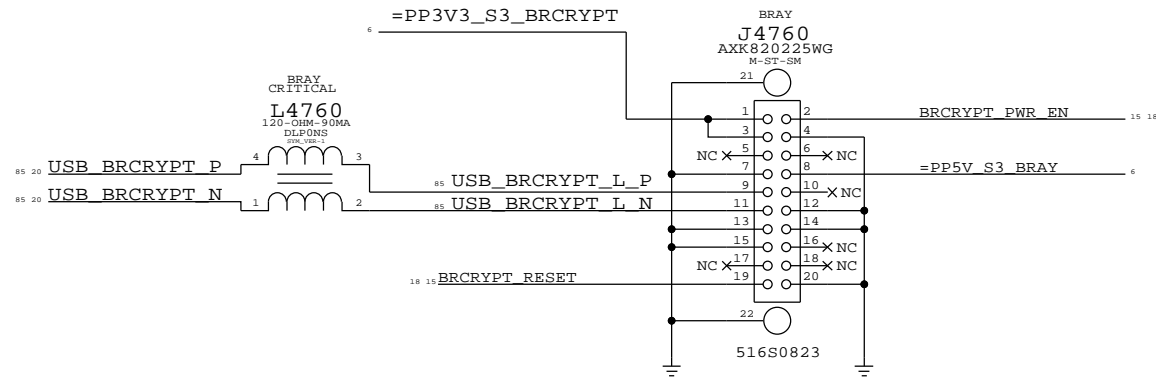 =PP3V3_S3_BRCRYPT
6
BRAY
J4760
AXK820225WG
M-ST-SM
21
BRAY
CRITICAL
L4760
120-OHM-90MA
DLP0NS
SYM_VER-1
1 2 BRCRYPT_PWR_EN 15 18
3 4
NC 5 6 NC
85 20 USB_BRCRYPT_P 4 3
7 8 =PP5V_S3_BRAY 6
85 USB_BRCRYPT_L_P 9 10 NC
85 20 USB_BRCRYPT_N 1 2
85 USB_BRCRYPT_L_N 11 12
13 14
15 16 NC
NC 17 18 NC
18 15 BRCRYPT_RESET 19 20
22
516S0823